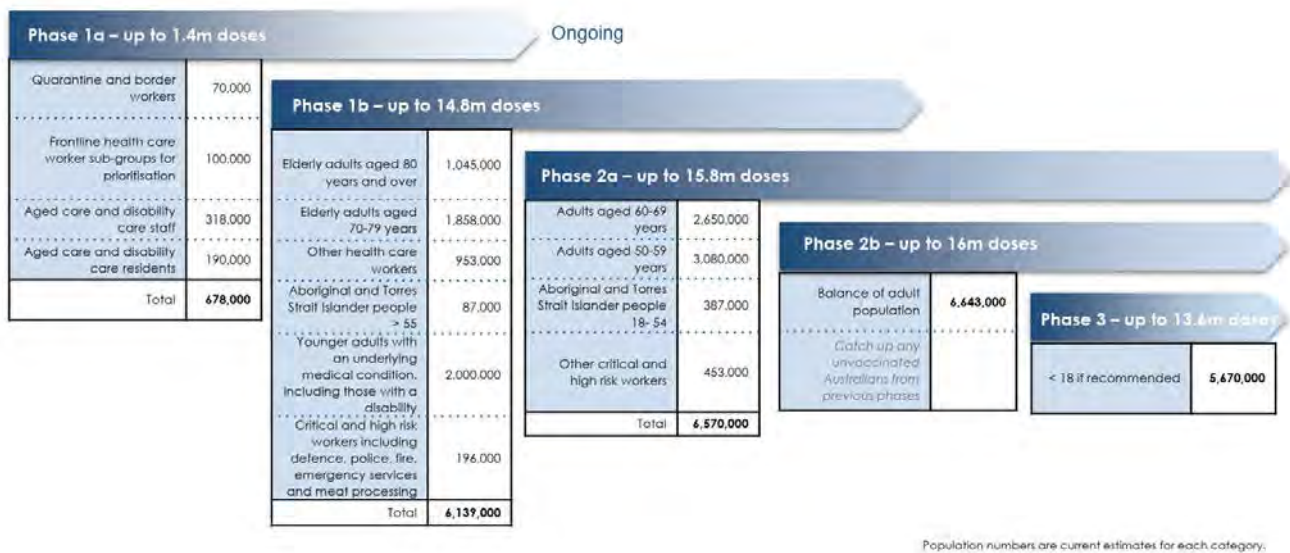 Phase 1a – up to 1.4m doses
Ongoing
Quarantine and border
workers
70,000
Frontline health care
worker sub-groups for
prioritisation
100,000
Aged care and disability
care staff
318,000
Aged care and disability
care residents
190,000
Total
678,000
Phase 1b – up to 14.8m doses
Elderly adults aged 80
years and over
1,045,000
Elderly adults aged
70-79 years
1,858,000
Other health care
workers
953,000
Aboriginal and Torres
Strait Islander people
> 55
87,000
Younger adults with
an underlying
medical condition,
including those with a
disability
2,000,000
Critical and high risk
workers including
defence, police, fire,
emergency services
and meat processing
196,000
Total
6,139,000
Phase 2a – up to 15.8m doses
Adults aged 60-69
years
2,650,000
Adults aged 50-59
years
3,080,000
Aboriginal and Torres
Strait Islander people
18- 54
387,000
Other critical and
high risk workers
453,000
Total
6,570,000
Phase 2b – up to 16m doses
Balance of adult
population
6,643,000
Catch up any
unvaccinated
Australians from
previous phases
Phase 3 – up to 13.6m doses
< 18 if recommended
5,670,000
Population numbers are current estimates for each category.